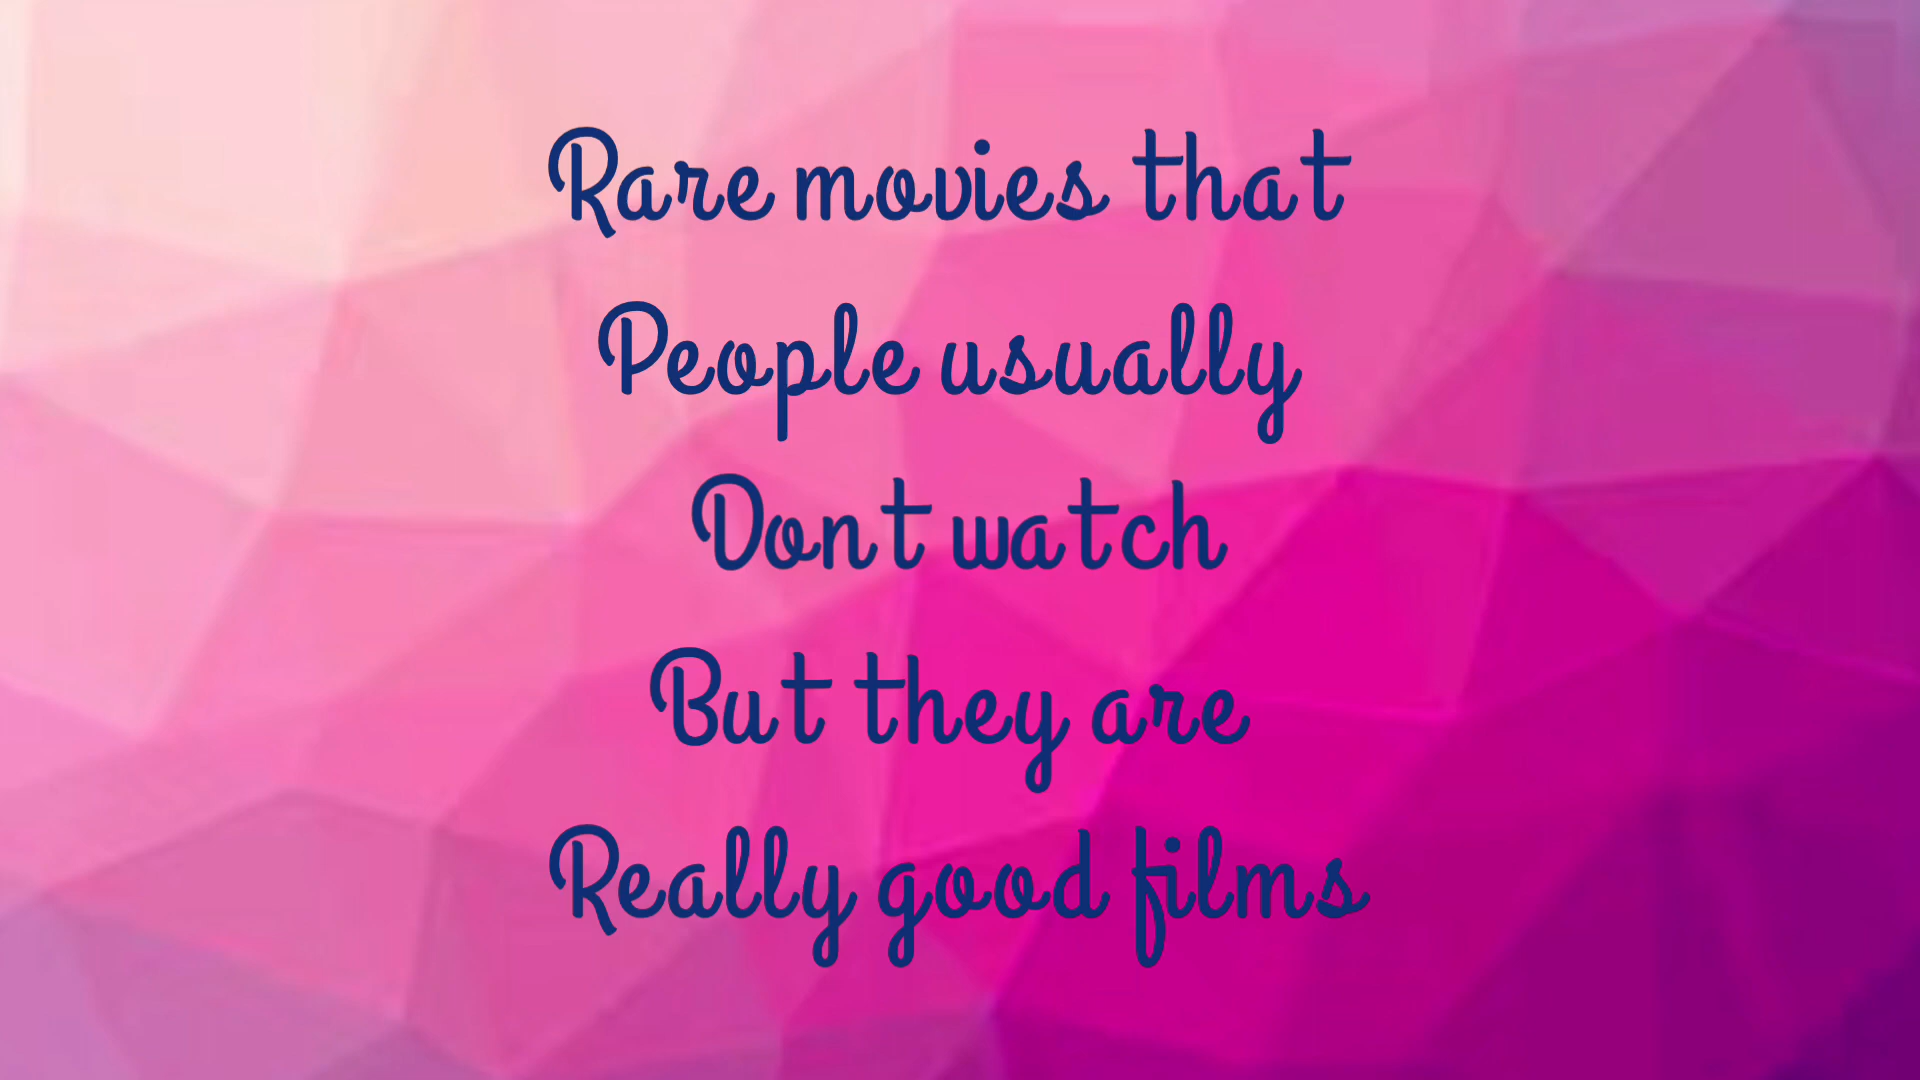 Rare movies that
People usually
Dont watch
But they are
Really good films